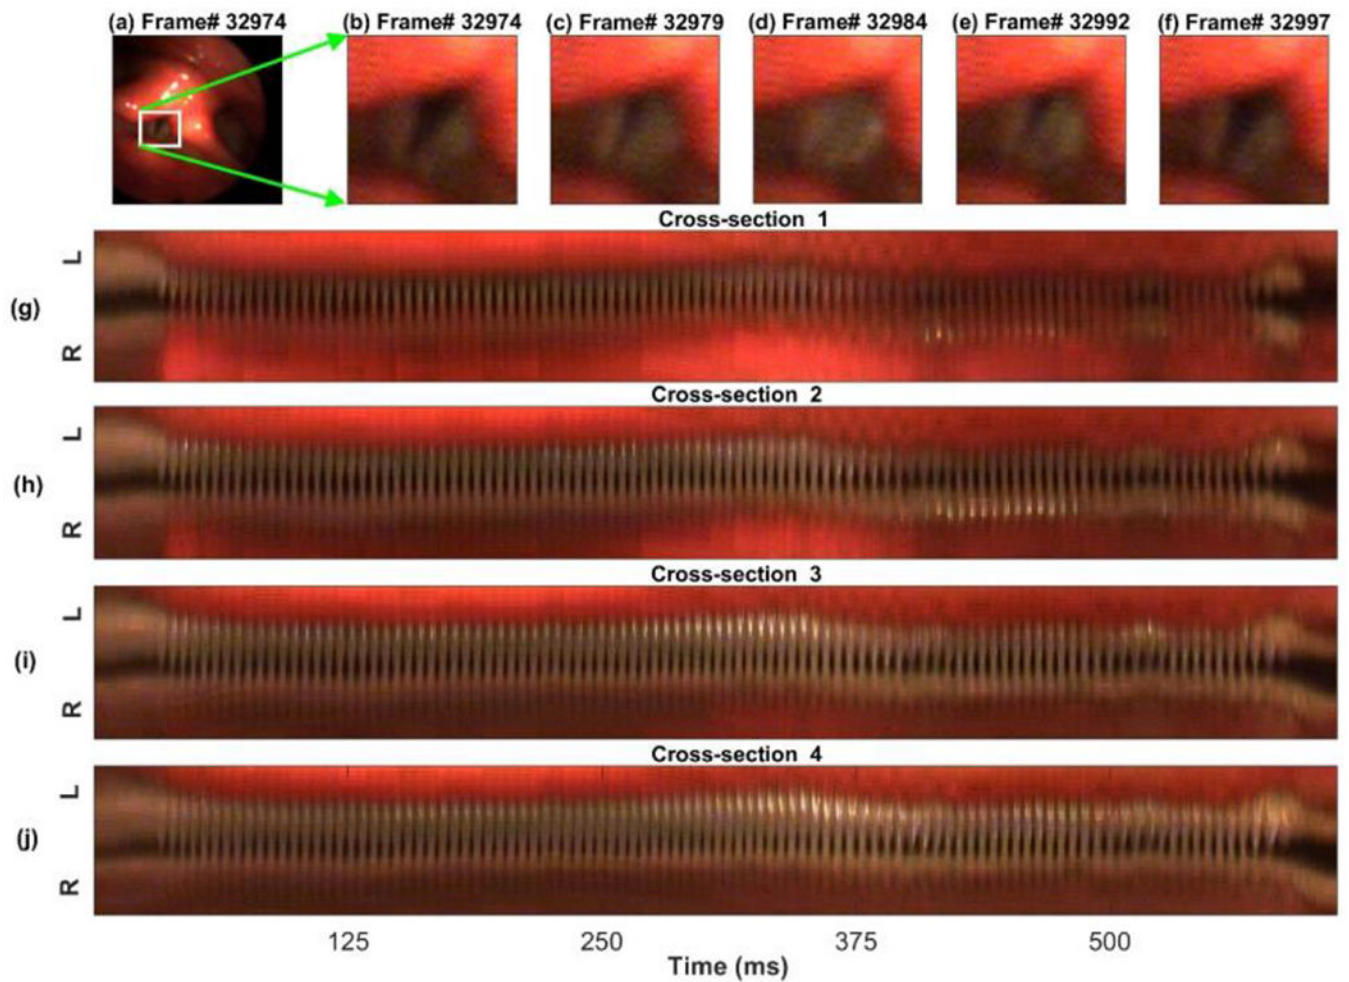 (a) Frame# 32974 (b) Frame# 32974 (c) Frame# 32979 (d) Frame# 32984 (e) Frame# 32992 (f) Frame# 32997
Cross-section 1
L
(g)
R
Cross-section 2
L
(h)
R
Cross-section 3
L
(i)
R
Cross-section 4
L
(j)
R
125 250 375 500
Time (ms)